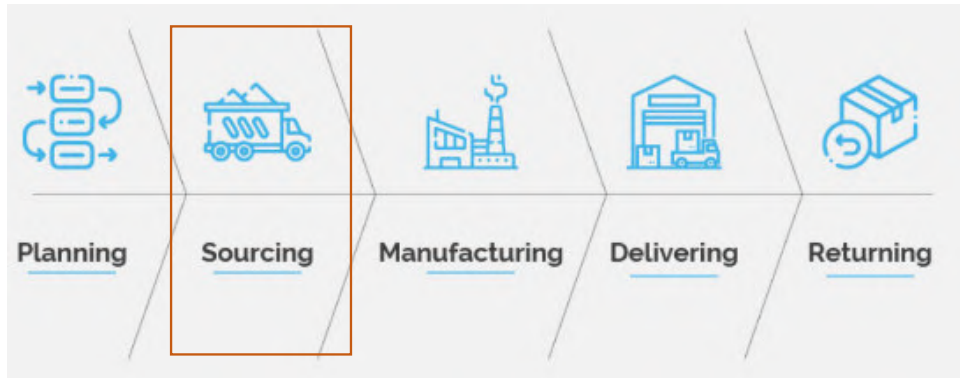 Planning
Sourcing
Manufacturing
Delivering
Returning